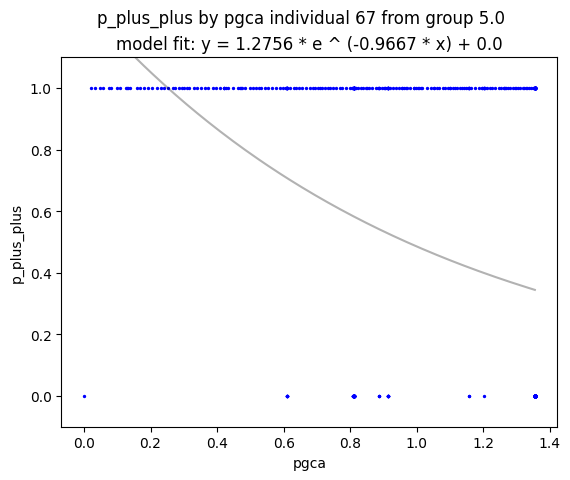 p_plus_plus by pgca individual 67 from group 5.0
model fit: y = 1.2756 * e ^ (-0.9667 * x) + 0.0
1.0
0.8
0.6
0.4
0.2
0.0
p_plus_plus
0.0 0.2 0.4 0.6 0.8 1.0 1.2 1.4
pgca